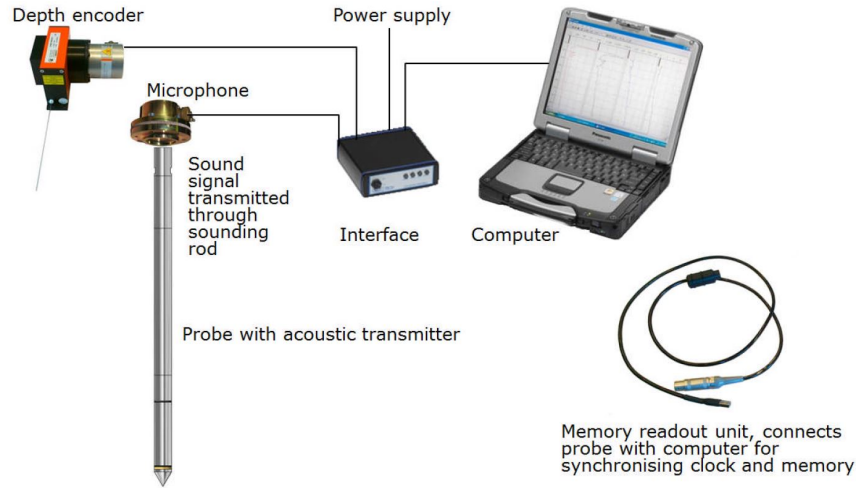 Depth encoder
Power supply
Microphone
Sound
signal
transmitted
through
sounding
rod
Interface
Computer
Probe with acoustic transmitter
Memory readout unit, connects
probe with computer for
synchronising clock and memory